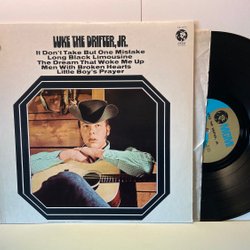 LUKE THE DRIFTER, JR.
It Don't Take But One Mistake
Long Black Limousine
The Dream That Woke Me Up
Men With Broken Hearts
Little Boy's Prayer